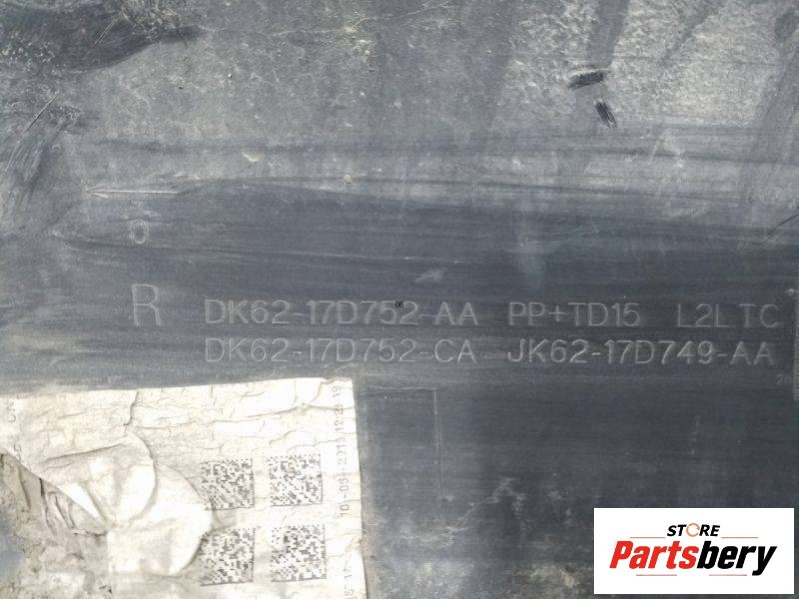 R DK62-17D752-AA PP+TD15 L2LTC
DK62-17D752-CA JK62-17D749-AA
STORE
Partsbery